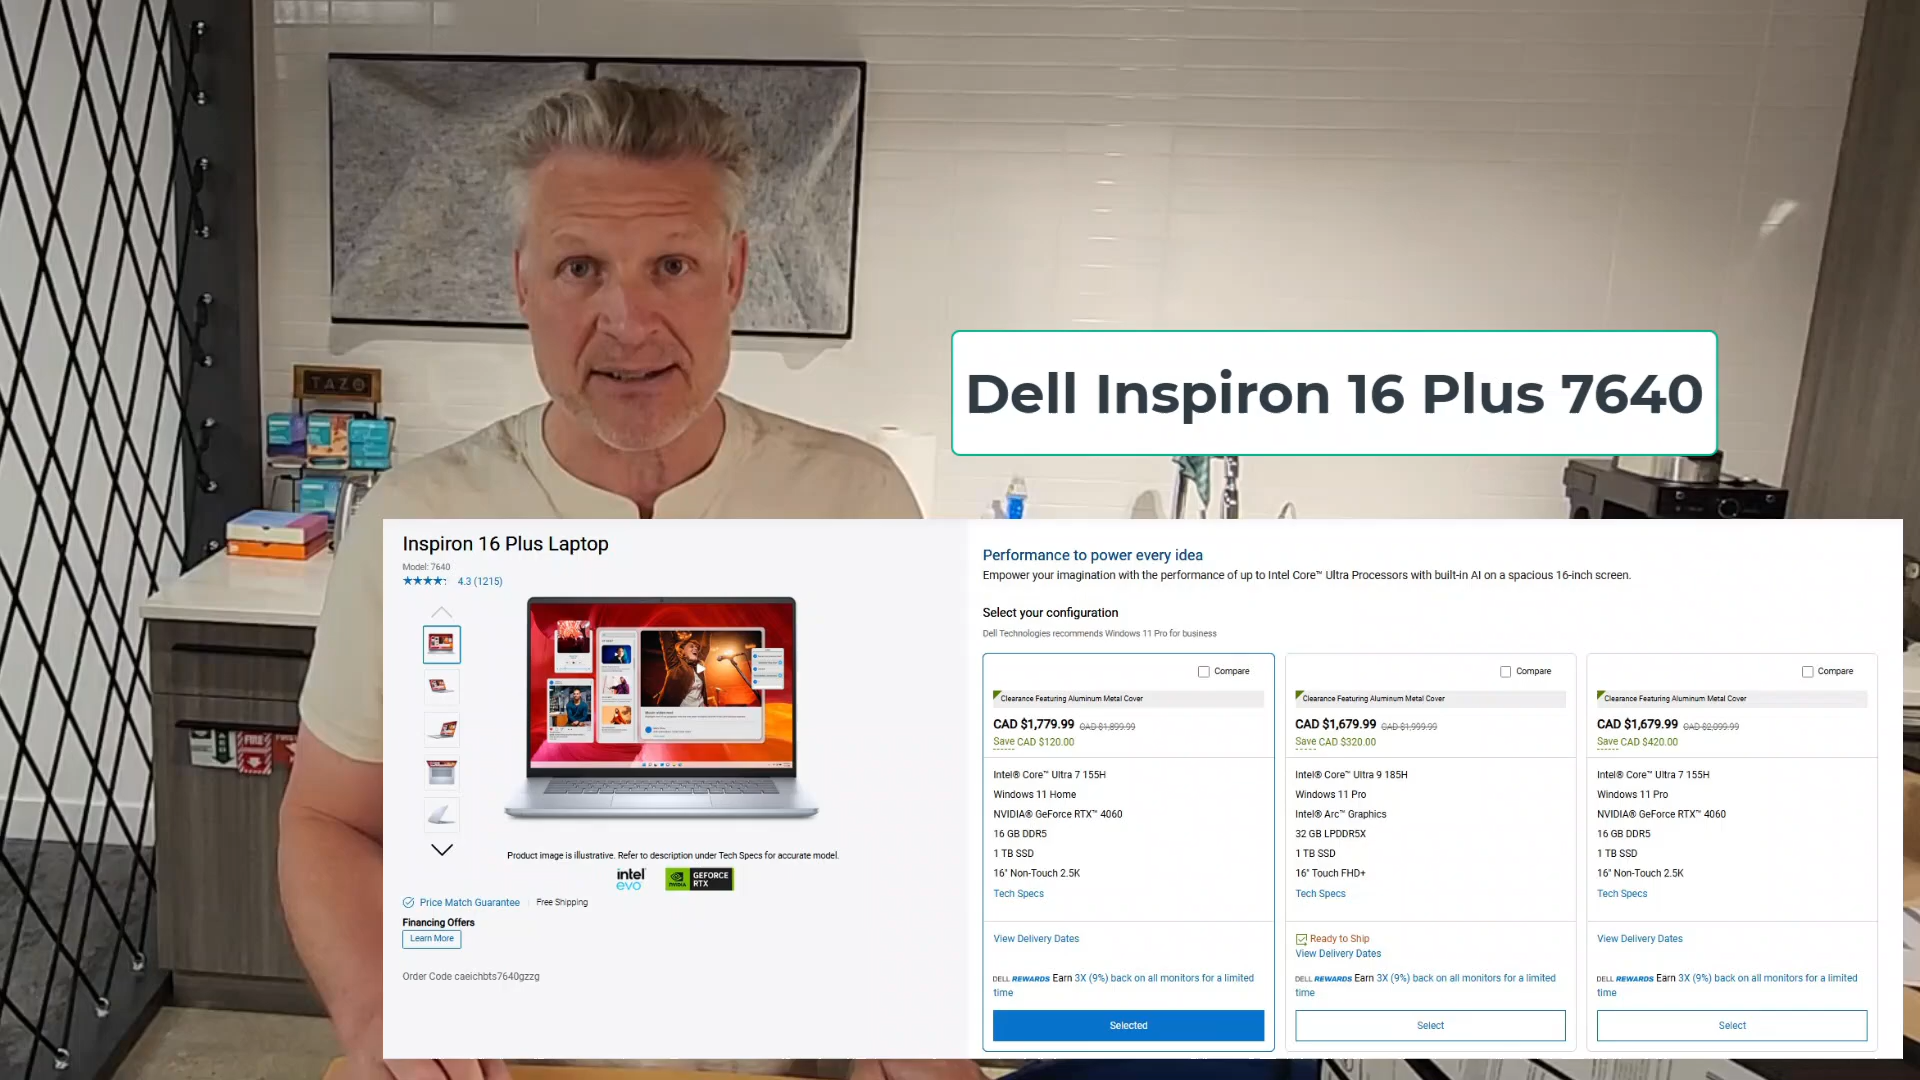 TAZO
FIRE
Dell Inspiron 16 Plus 7640
Inspiron 16 Plus Laptop
Model: 7640
4.3 (1215)
Product image is illustrative. Refer to description under Tech Specs for accurate model.
intel evo
NVIDIA GEFORCE RTX
Price Match Guarantee
Free Shipping
Financing Offers
Learn More
Order Code caeichbts7640gzzg
Performance to power every idea
Empower your imagination with the performance of up to Intel Core™ Ultra Processors with built-in AI on a spacious 16-inch screen.
Select your configuration
Dell Technologies recommends Windows 11 Pro for business
Compare
Clearance Featuring Aluminum Metal Cover
CAD $1,779.99 CAD $1,899.99
Save CAD $120.00
Intel® Core™ Ultra 7 155H
Windows 11 Home
NVIDIA® GeForce RTX™ 4060
16 GB DDR5
1 TB SSD
16" Non-Touch 2.5K
Tech Specs
View Delivery Dates
DELL REWARDS Earn 3X (9%) back on all monitors for a limited
time
Selected
Compare
Clearance Featuring Aluminum Metal Cover
CAD $1,679.99 CAD $1,999.99
Save CAD $320.00
Intel® Core™ Ultra 9 185H
Windows 11 Pro
Intel® Arc™ Graphics
32 GB LPDDR5X
1 TB SSD
16" Touch FHD+
Tech Specs
Ready to Ship
View Delivery Dates
DELL REWARDS Earn 3X (9%) back on all monitors for a limited
time
Select
Compare
Clearance Featuring Aluminum Metal Cover
CAD $1,679.99 CAD $2,099.99
Save CAD $420.00
Intel® Core™ Ultra 7 155H
Windows 11 Pro
NVIDIA® GeForce RTX™ 4060
16 GB DDR5
1 TB SSD
16" Non-Touch 2.5K
Tech Specs
View Delivery Dates
DELL REWARDS Earn 3X (9%) back on all monitors for a limited
time
Select